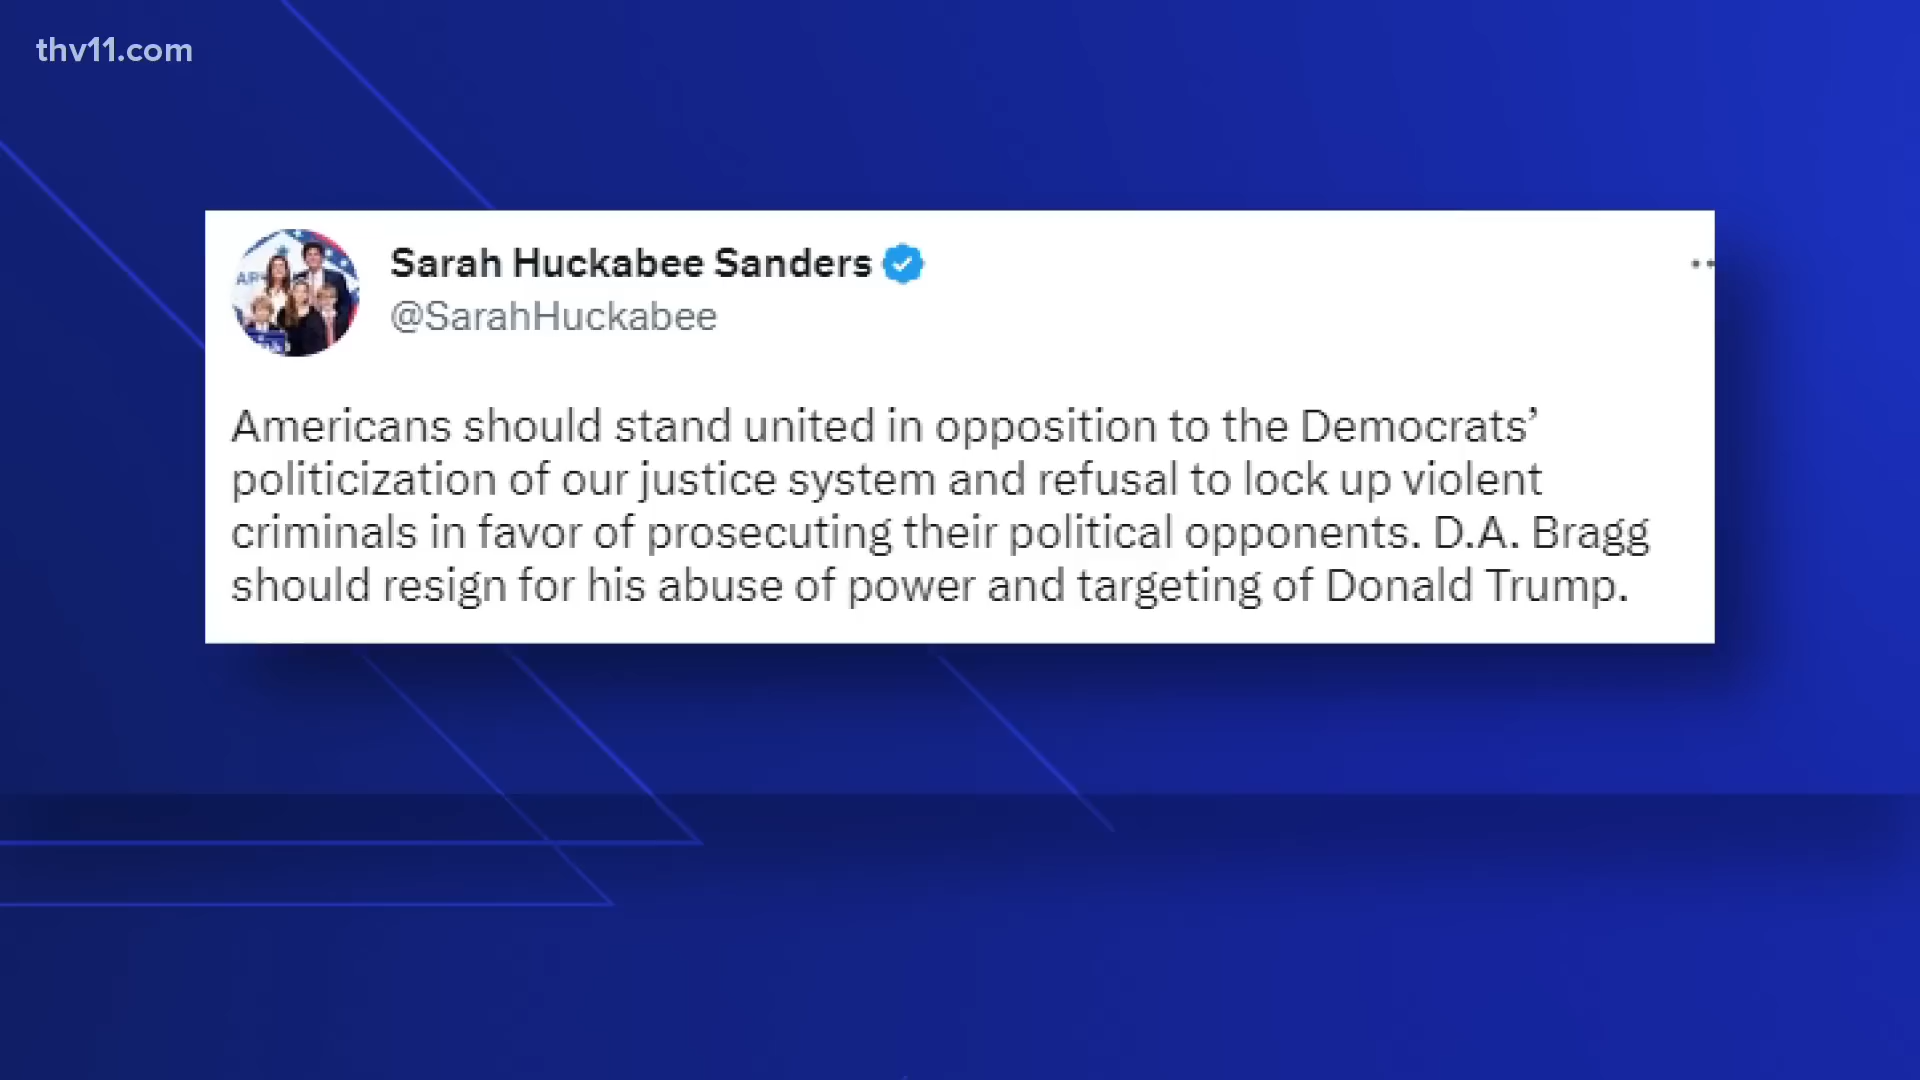 thv11.com
Sarah Huckabee Sanders
@SarahHuckabee
Americans should stand united in opposition to the Democrats’
politicization of our justice system and refusal to lock up violent
criminals in favor of prosecuting their political opponents. D.A. Bragg
should resign for his abuse of power and targeting of Donald Trump.